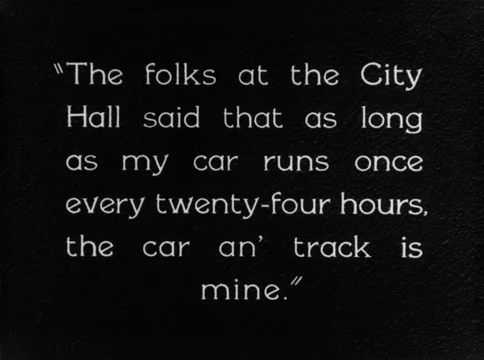 "The folks at the City
Hall said that as long
as my car runs once
every twenty-four hours,
the car an' track is
mine."